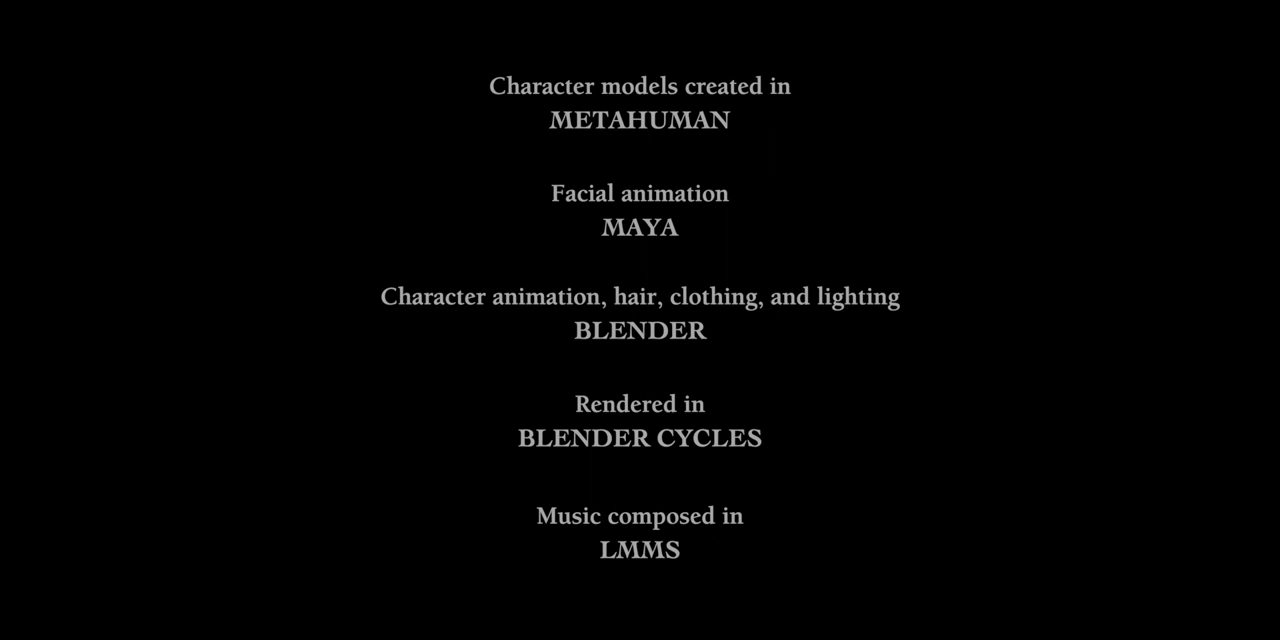 Character models created in
METAHUMAN
Facial animation
MAYA
Character animation, hair, clothing, and lighting
BLENDER
Rendered in
BLENDER CYCLES
Music composed in
LMMS